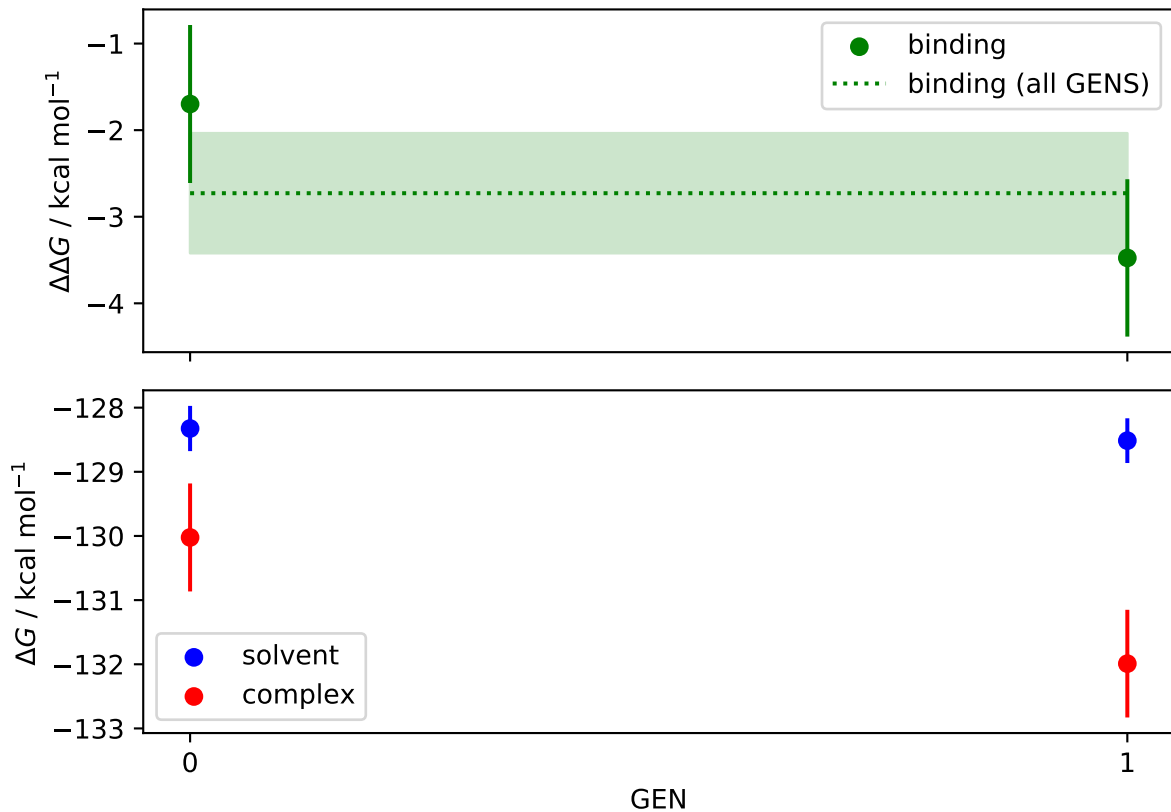 binding
binding (all GENS)
ΔΔG / kcal mol⁻¹
−1
−2
−3
−4
ΔG / kcal mol⁻¹
−128
−129
−130
−131
−132
−133
solvent
complex
0
1
GEN